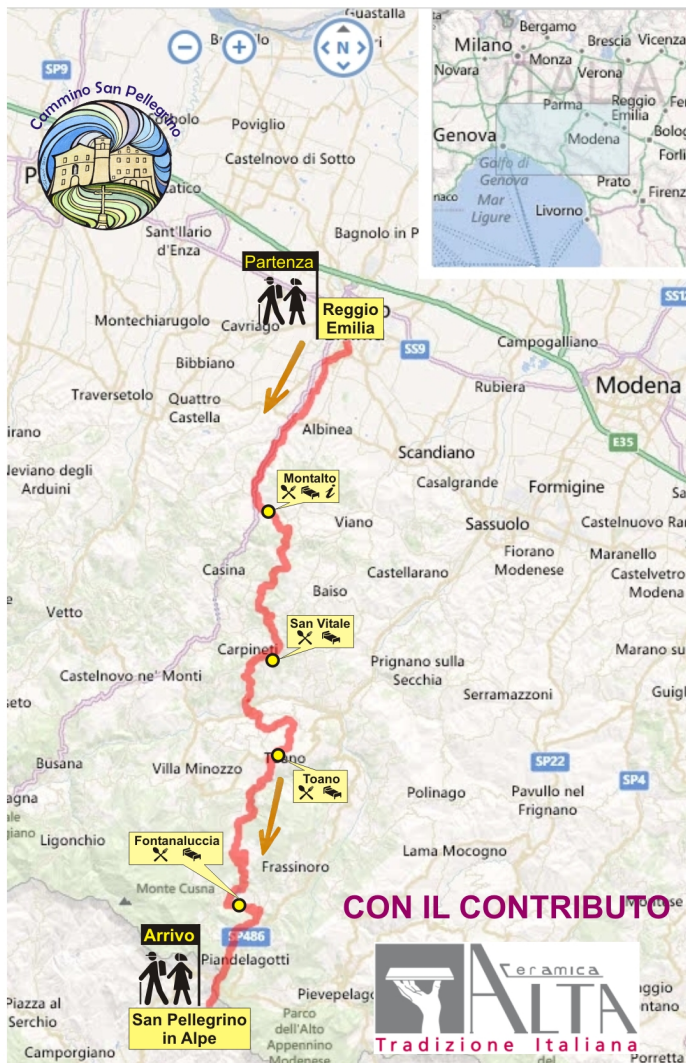 Guastalla
Bergamo
Milano
Brescia
Vicenza
Monza
Novara
Verona
ITALIA
Parma
Reggio
Emilia
Genova
Modena
Golfo di
Genova
Prato
Mar
Ligure
Livorno
SP9
N
Cammino San Pellegrino
Poviglio
Castelnovo di Sotto
Sant'Ilario
d'Enza
Bagnolo in P
Partenza
Reggio
Emilia
SS9
Montechiarugolo
Cavriago
Campogalliano
Bibbiano
Rubiera
Modena
Traversetolo
Quattro
Castella
Albinea
E35
Scandiano
Neviano degli
Arduini
Montalto
i
Casalgrande
Formigine
Viano
Sassuolo
Castelnuovo Ra
Fiorano
Modenese
Maranello
Casina
Castellarano
Castelvetro
Modena
Baiso
Vetto
San Vitale
Carpineti
Marano su
Prignano sulla
Secchia
Castelnovo ne' Monti
Serramazzoni
Guigl
Busana
Villa Minozzo
Toano
SP22
Toano
SP4
Polinago
Pavullo nel
Frignano
Ligonchio
Fontanaluccia
Lama Mocogno
Frassinoro
Monte Cusna
CON IL CONTRIBUTO
Arrivo
SP486
Piandelagotti
Ceramica
ALTA
Tradizione Italiana
San Pellegrino
in Alpe
Pievepelago
Piazza al
Serchio
Parco
dell'Alto
Appennino
Modenese
Camporgiano
Porretta